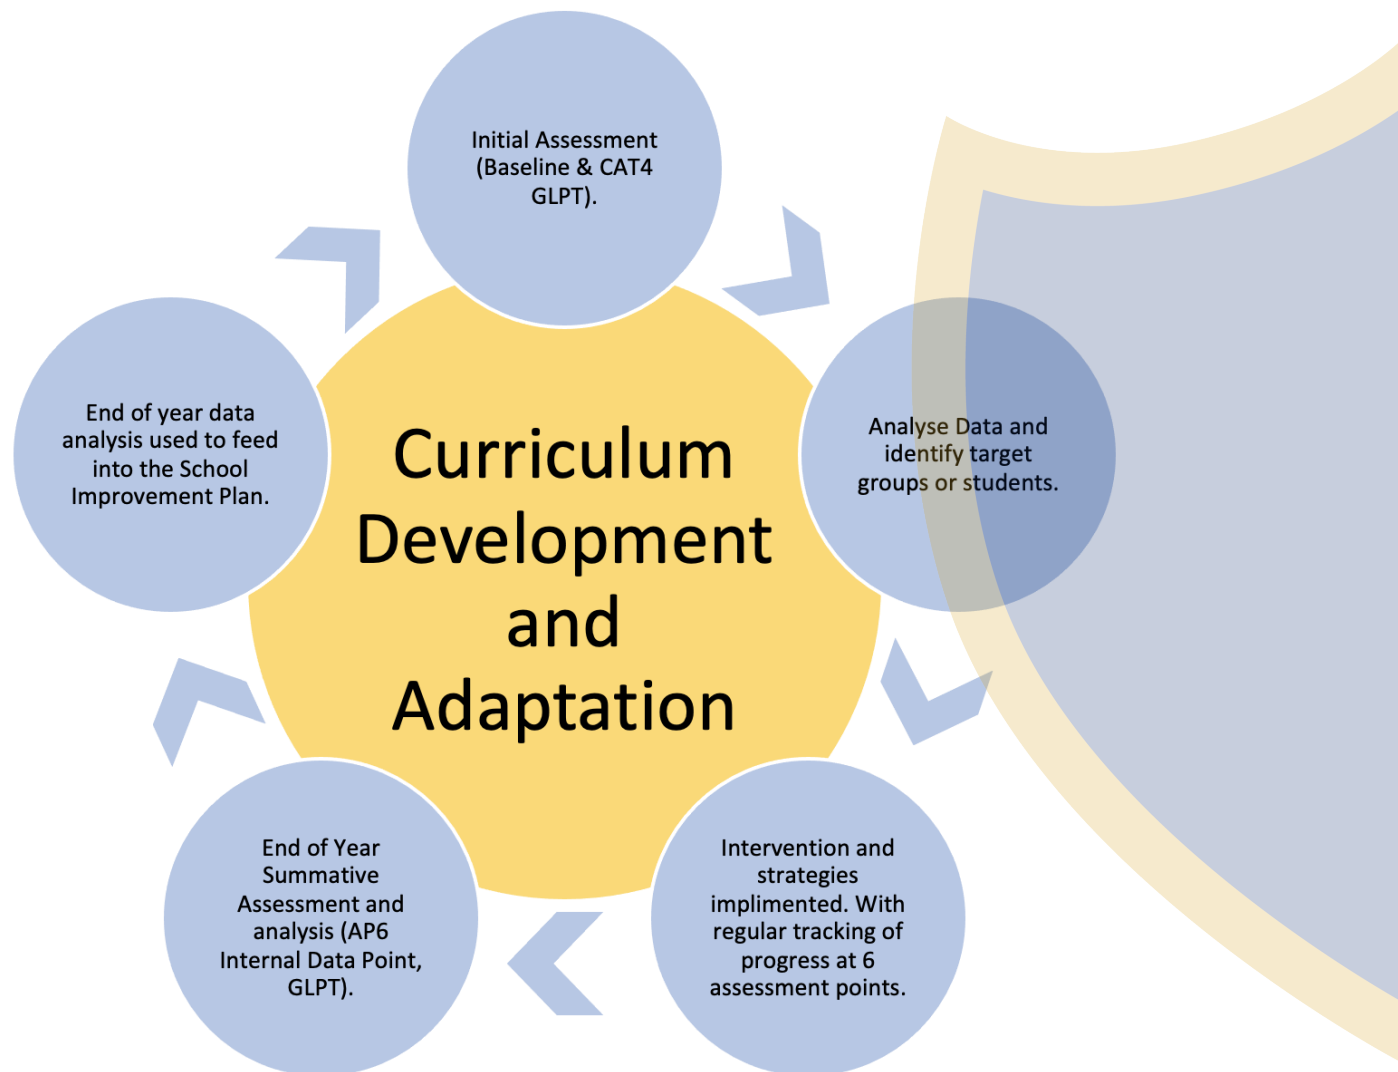 Initial Assessment
(Baseline & CAT4
GLPT).
Analyse Data and
identify target
groups or students.
Intervention and
strategies
implimented. With
regular tracking of
progress at 6
assessment points.
End of Year
Summative
Assessment and
analysis (AP6
Internal Data Point,
GLPT).
End of year data
analysis used to feed
into the School
Improvement Plan.
Curriculum
Development
and
Adaptation